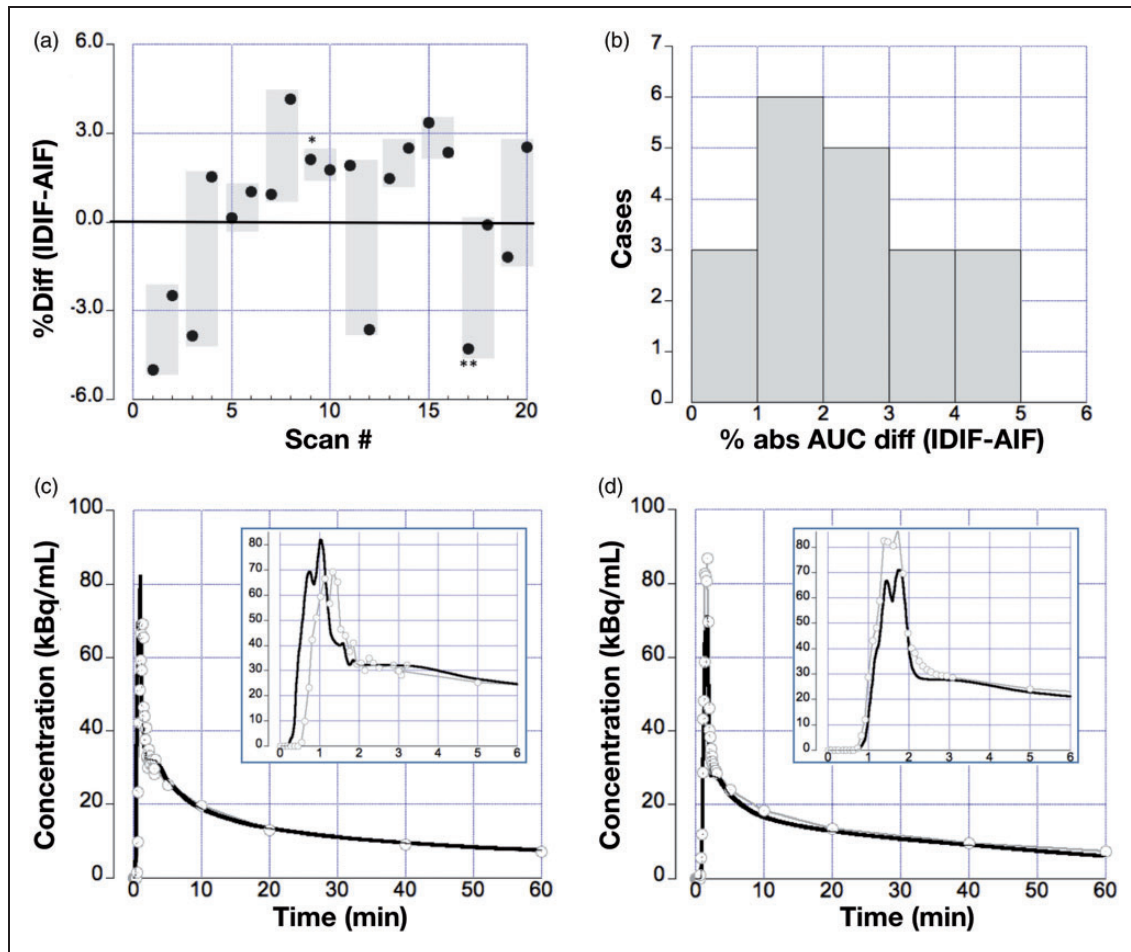 (a)
6.0
3.0
0.0
-3.0
-6.0
%Diff (IDIF-AIF)
*
**
0 5 10 15 20
Scan #
(b)
7
6
5
4
3
2
1
0
Cases
0 1 2 3 4 5 6
% abs AUC diff (IDIF-AIF)
(c)
100
80
60
40
20
0
Concentration (kBq/mL)
80
70
60
50
40
30
20
10
0
0 1 2 3 4 5 6
0 10 20 30 40 50 60
Time (min)
(d)
100
80
60
40
20
0
Concentration (kBq/mL)
80
70
60
50
40
30
20
10
0
0 1 2 3 4 5 6
0 10 20 30 40 50 60
Time (min)